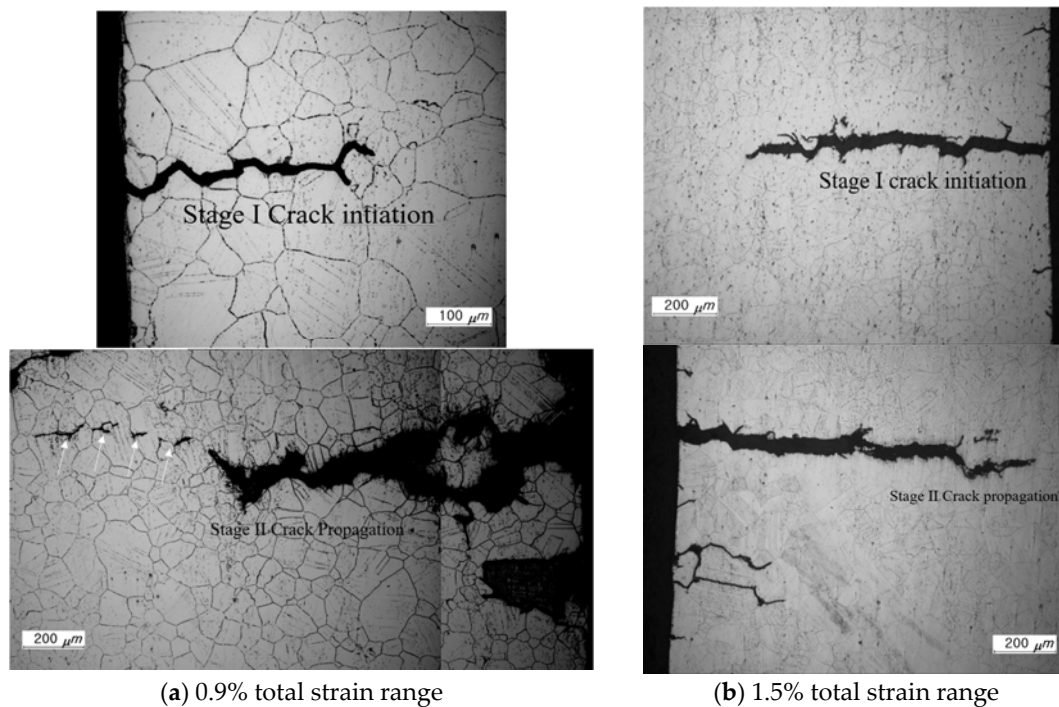 Stage I Crack intiation
100 μm
Stage I crack initiation
200 μm
Stage II Crack Propagation
200 μm
Stage II Crack propagation
200 μm
(a) 0.9% total strain range
(b) 1.5% total strain range